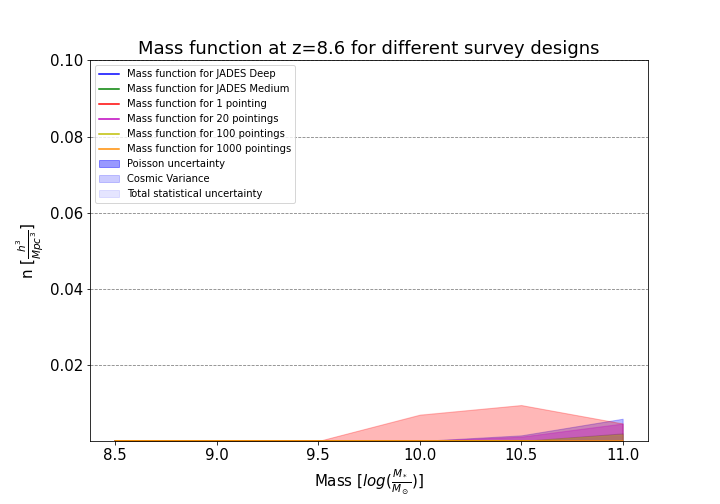 Mass function at z=8.6 for different survey designs
0.10
0.08
0.06
0.04
0.02
n [h³/Mpc³]
Mass function for JADES Deep
Mass function for JADES Medium
Mass function for 1 pointing
Mass function for 20 pointings
Mass function for 100 pointings
Mass function for 1000 pointings
Poisson uncertainty
Cosmic Variance
Total statistical uncertainty
8.5 9.0 9.5 10.0 10.5 11.0
Mass [log(M*/M⊙)]